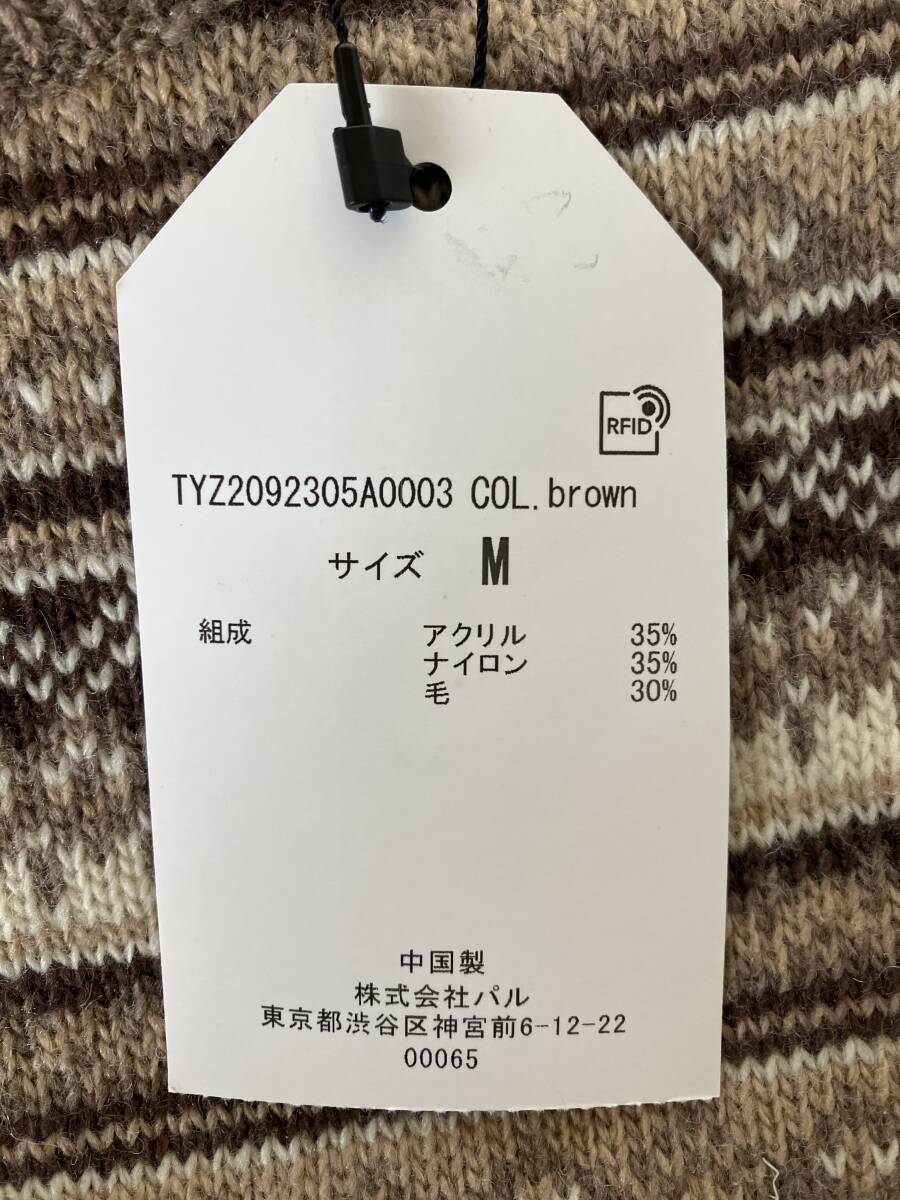 RFID
TYZ2092305A0003 COL.brown
サイズ M
組成 アクリル 35%
ナイロン 35%
毛 30%
中国製
株式会社パル
東京都渋谷区神宮前6-12-22
00065